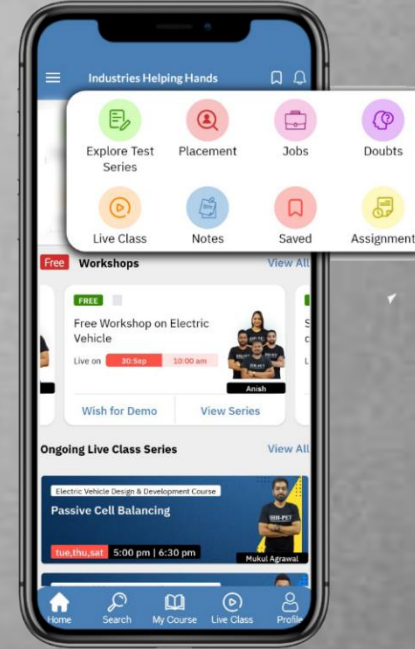 Industries Helping Hands
Explore Test
Series
Placement
Jobs
Doubts
Live Class
Notes
Saved
Assignment
Free Workshops View All
FREE
Free Workshop on Electric
Vehicle
Live on 30:Sep 10:00 am
Anish
Wish for Demo View Series
Ongoing Live Class Series View All
Electric Vehicle Design & Development Course
Passive Cell Balancing
tue,thu,sat 5:00 pm | 6:30 pm
Mukul Agrawal
Home Search My Course Live Class Profile